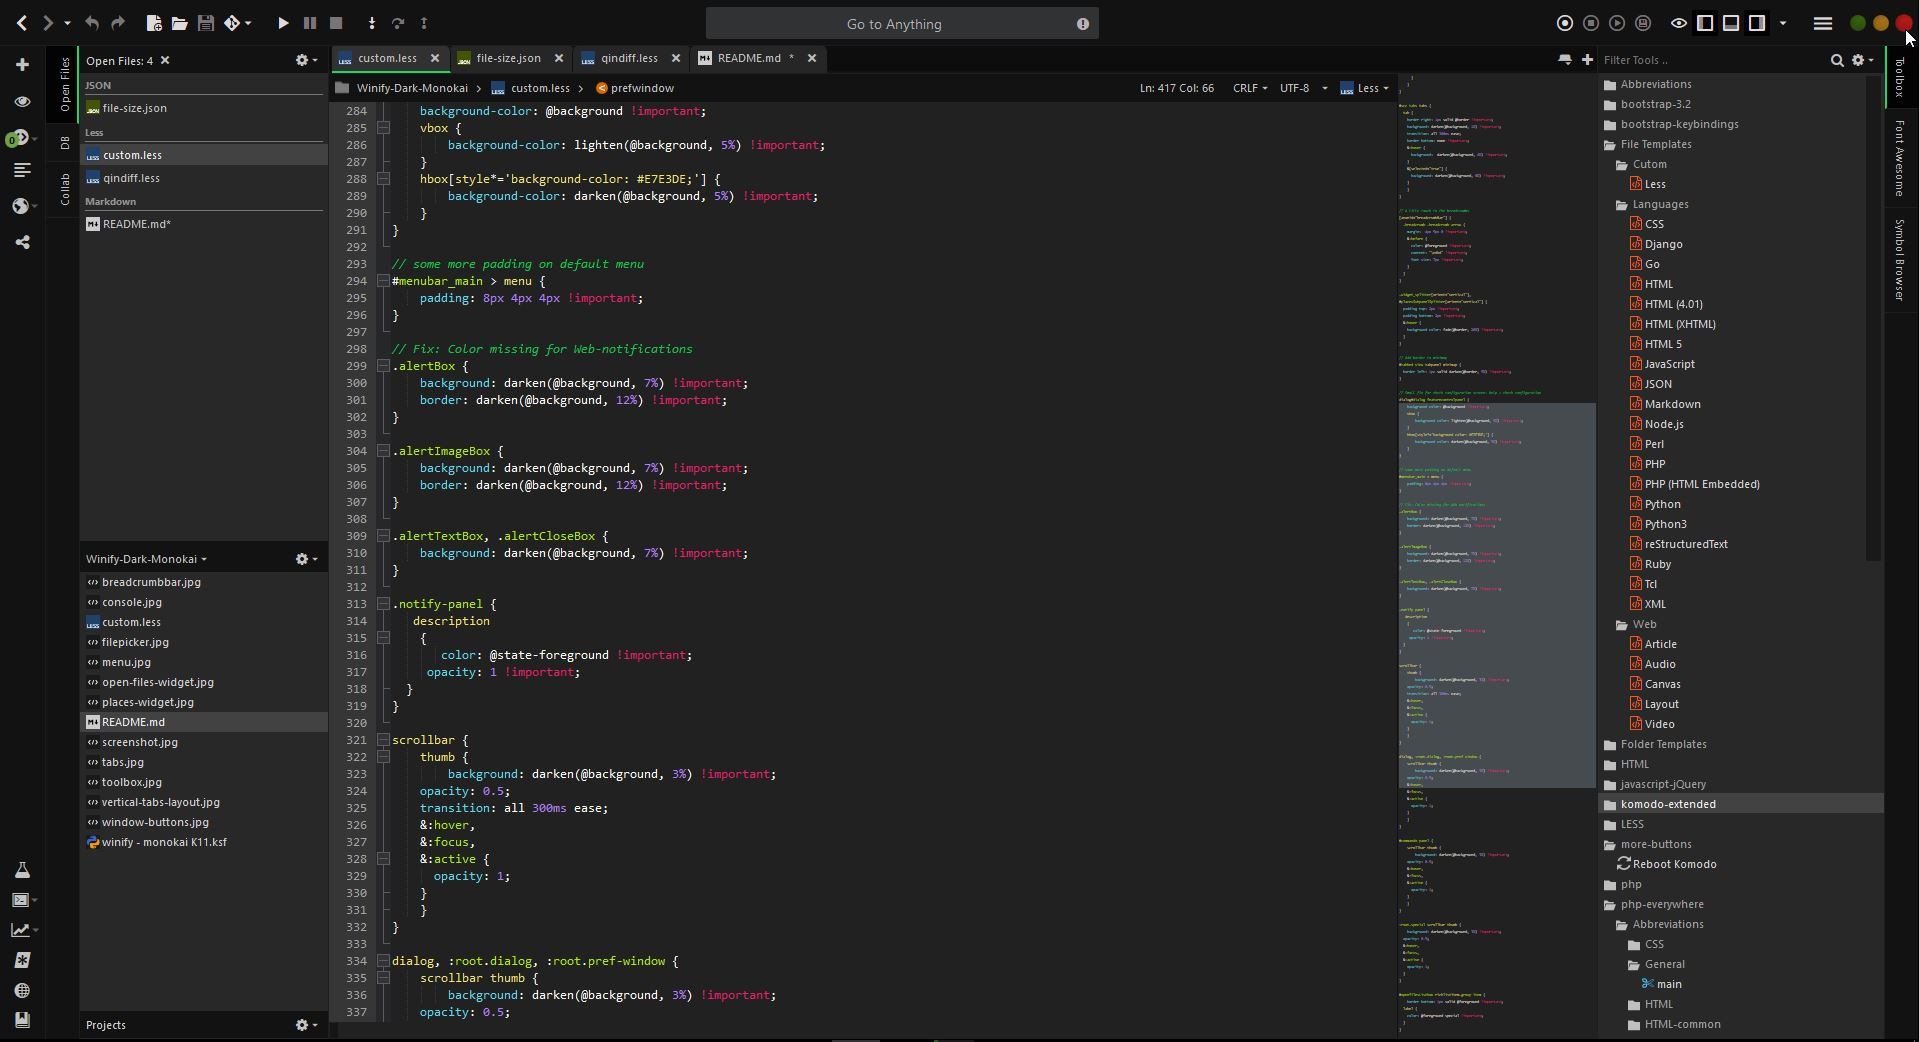 Go to Anything
Open Files
DB
Collab
Open Files: 4
JSON
file-size.json
Less
custom.less
qindiff.less
Markdown
README.md*
Winify-Dark-Monokai
breadcrumbbar.jpg
console.jpg
custom.less
filepicker.jpg
menu.jpg
open-files-widget.jpg
places-widget.jpg
README.md
screenshot.jpg
tabs.jpg
toolbox.jpg
vertical-tabs-layout.jpg
window-buttons.jpg
winify - monokai K11.ksf
Projects
custom.less file-size.json qindiff.less README.md *
Winify-Dark-Monokai custom.less prefwindow Ln: 417 Col: 66 CRLF UTF-8 Less
284 background-color: @background !important;
285 vbox {
286 background-color: lighten(@background, 5%) !important;
287 }
288 hbox[style*='background-color: #E7E3DE;'] {
289 background-color: darken(@background, 5%) !important;
290 }
291 }
292
293 // some more padding on default menu
294 #menubar_main > menu {
295 padding: 8px 4px 4px !important;
296 }
297
298 // Fix: Color missing for Web-notifications
299 .alertBox {
300 background: darken(@background, 7%) !important;
301 border: darken(@background, 12%) !important;
302 }
303
304 .alertImageBox {
305 background: darken(@background, 7%) !important;
306 border: darken(@background, 12%) !important;
307 }
308
309 .alertTextBox, .alertCloseBox {
310 background: darken(@background, 7%) !important;
311 }
312
313 .notify-panel {
314 description
315 {
316 color: @state-foreground !important;
317 opacity: 1 !important;
318 }
319 }
320
321 scrollbar {
322 thumb {
323 background: darken(@background, 3%) !important;
324 opacity: 0.5;
325 transition: all 300ms ease;
326 &:hover,
327 &:focus,
328 &:active {
329 opacity: 1;
330 }
331 }
332 }
333
334 dialog, :root.dialog, :root.pref-window {
335 scrollbar thumb {
336 background: darken(@background, 3%) !important;
337 opacity: 0.5;
Filter Tools ..
Abbreviations
bootstrap-3.2
bootstrap-keybindings
File Templates
Cutom
Less
Languages
CSS
Django
Go
HTML
HTML (4.01)
HTML (XHTML)
HTML 5
JavaScript
JSON
Markdown
Node.js
Perl
PHP
PHP (HTML Embedded)
Python
Python3
reStructuredText
Ruby
Tcl
XML
Web
Article
Audio
Canvas
Layout
Video
Folder Templates
HTML
javascript-jQuery
komodo-extended
LESS
more-buttons
Reboot Komodo
php
php-everywhere
Abbreviations
CSS
General
main
HTML
HTML-common
Toolbox
Font Awesome
Symbol Browser